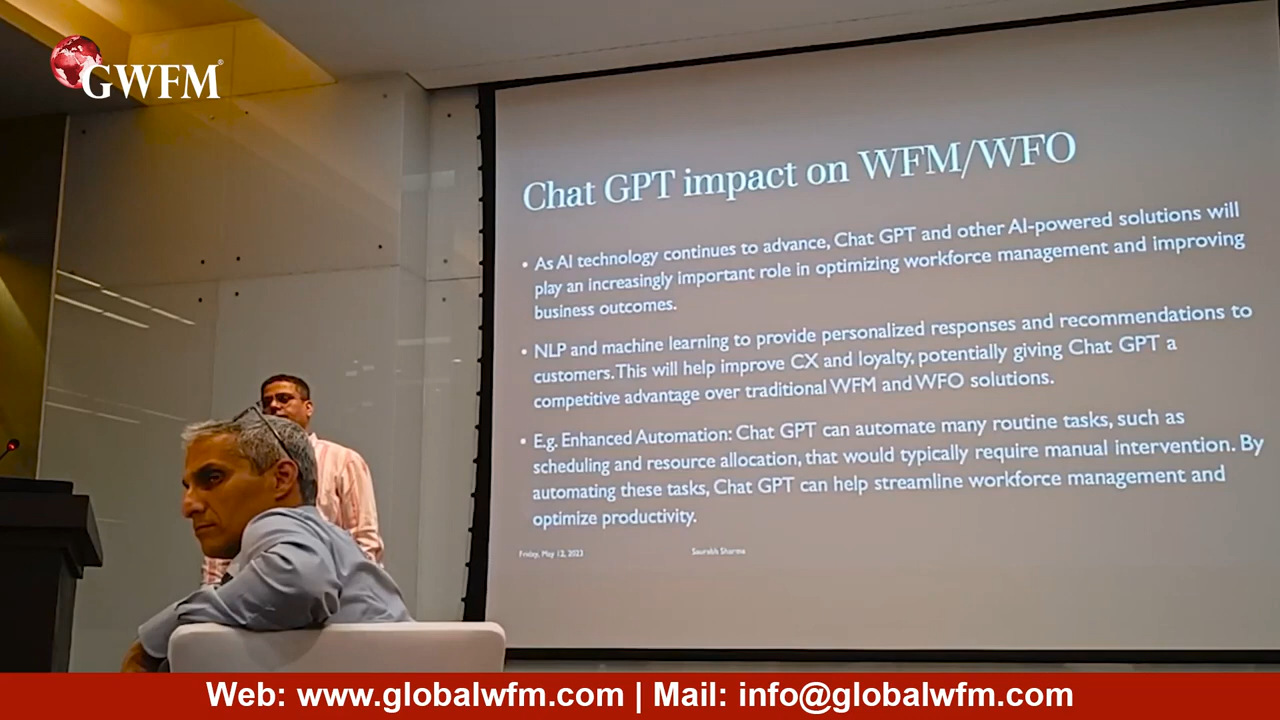 GWFM®
Chat GPT impact on WFM/WFO
• As AI technology continues to advance, Chat GPT and other AI-powered solutions will
play an increasingly important role in optimizing workforce management and improving
business outcomes.
• NLP and machine learning to provide personalized responses and recommendations to
customers. This will help improve CX and loyalty, potentially giving Chat GPT a
competitive advantage over traditional WFM and WFO solutions.
• E.g. Enhanced Automation: Chat GPT can automate many routine tasks, such as
scheduling and resource allocation, that would typically require manual intervention. By
automating these tasks, Chat GPT can help streamline workforce management and
optimize productivity.
Friday, May 12, 2023
Saurabh Sharma
Web: www.globalwfm.com | Mail: info@globalwfm.com